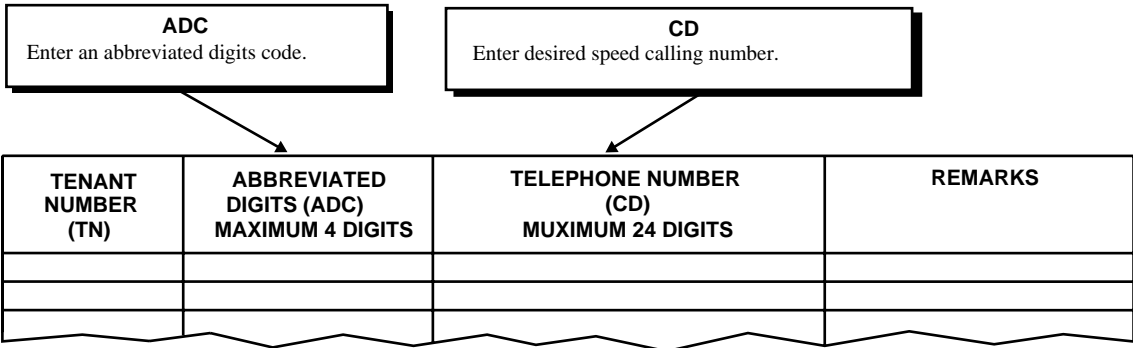 ADC
Enter an abbreviated digits code.
CD
Enter desired speed calling number.
TENANT
NUMBER
(TN)
ABBREVIATED
DIGITS (ADC)
MAXIMUM 4 DIGITS
TELEPHONE NUMBER
(CD)
MUXIMUM 24 DIGITS
REMARKS